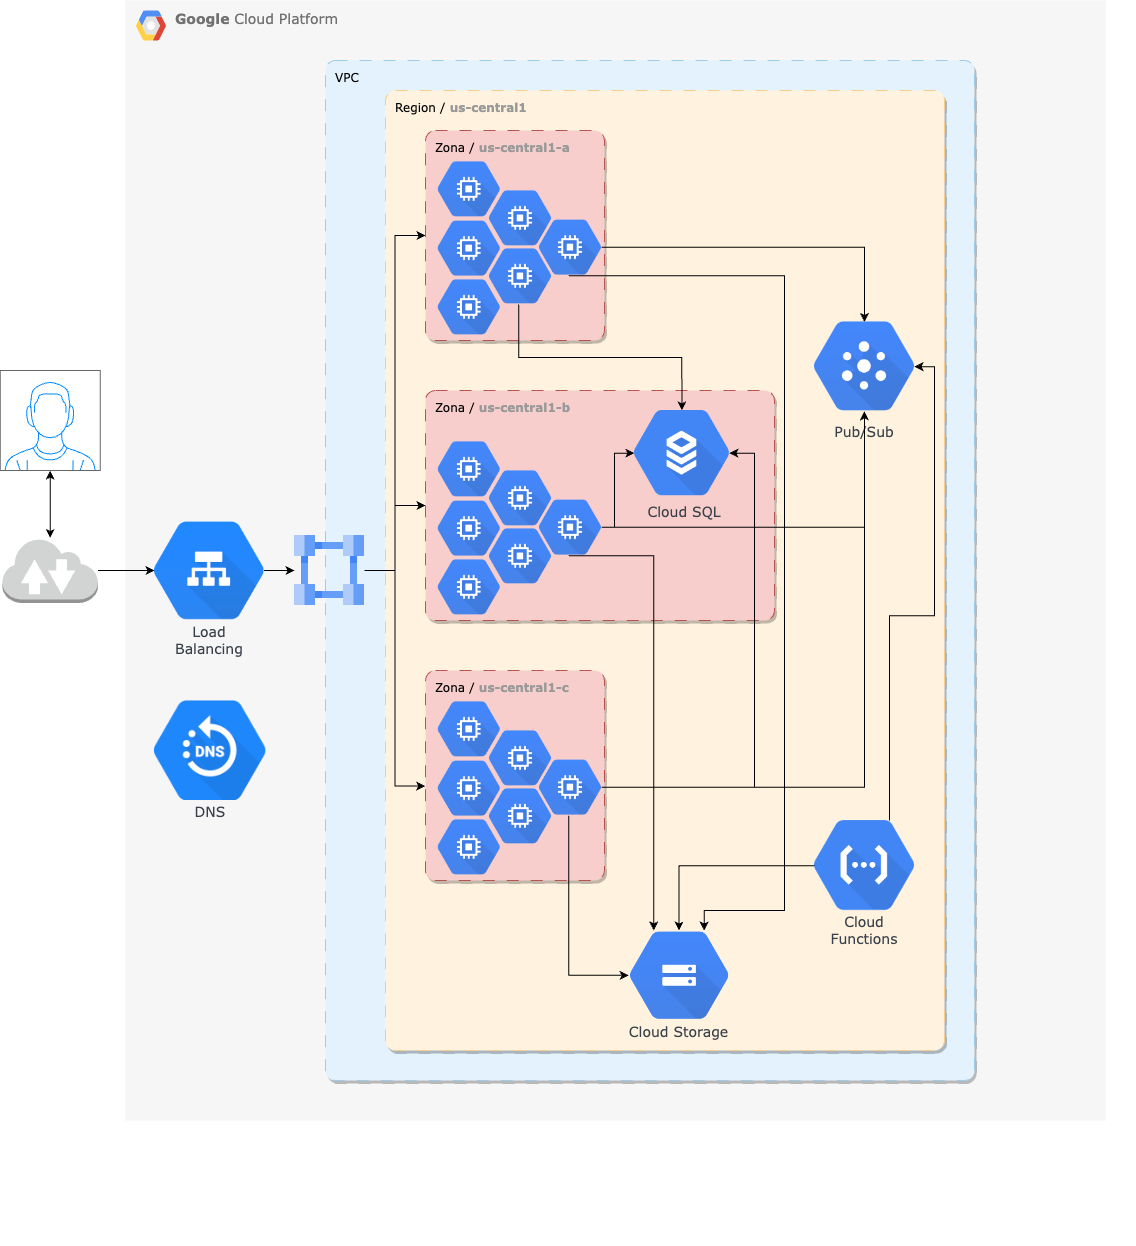 Google Cloud Platform
VPC
Region / us-central1
Zona / us-central1-a
Zona / us-central1-b
Pub/Sub
Cloud SQL
Load
Balancing
Zona / us-central1-c
DNS
DNS
Cloud
Functions
Cloud Storage